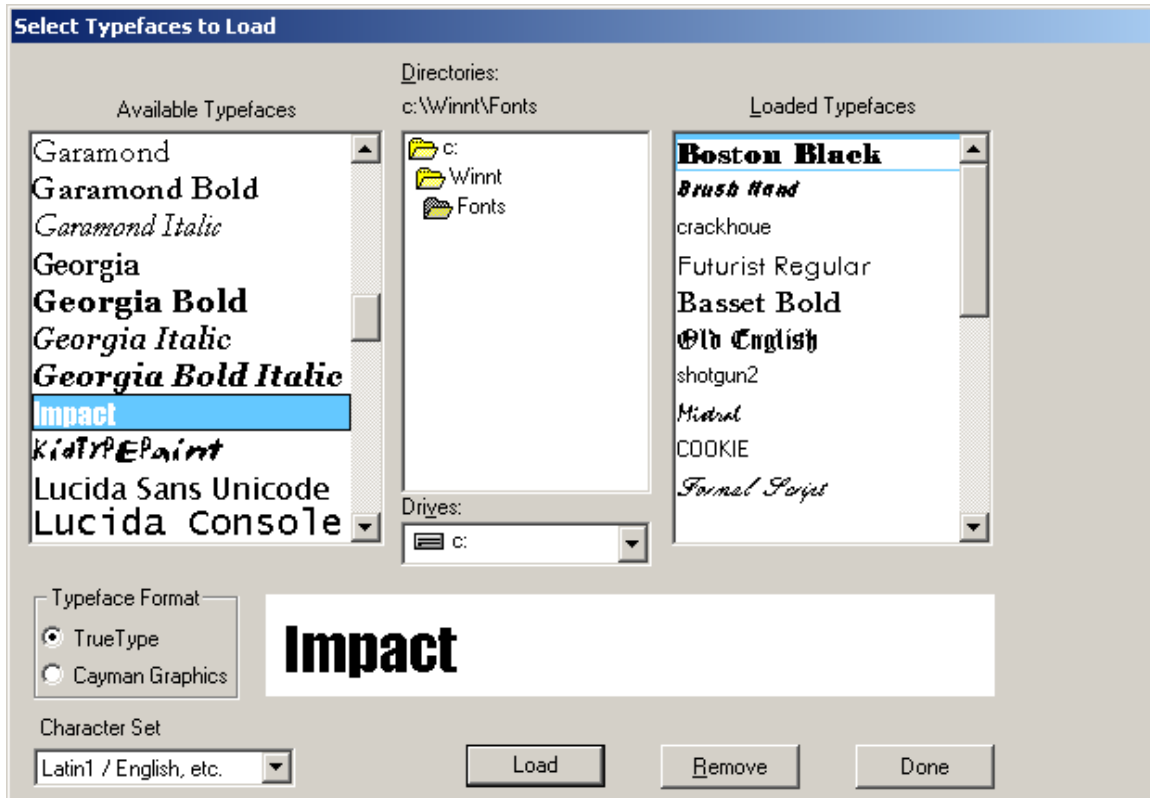 Select Typefaces to Load
Available Typefaces
Garamond
Garamond Bold
Garamond Italic
Georgia
Georgia Bold
Georgia Italic
Georgia Bold Italic
Impact
KidTYPEPaint
Lucida Sans Unicode
Lucida Console
Directories:
c:\Winnt\Fonts
c:
Winnt
Fonts
Drives:
c:
Loaded Typefaces
Boston Black
Brush Hand
crackhoue
Futurist Regular
Basset Bold
Old English
shotgun2
Mistral
COOKIE
Formal Script
Typeface Format
TrueType
Cayman Graphics
Impact
Character Set
Latin1 / English, etc.
Load
Remove
Done